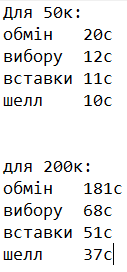 Для 50к:
обмін 20с
вибору 12с
вставки 11с
шелл 10с
для 200к:
обмін 181с
вибору 68с
вставки 51с
шелл 37с